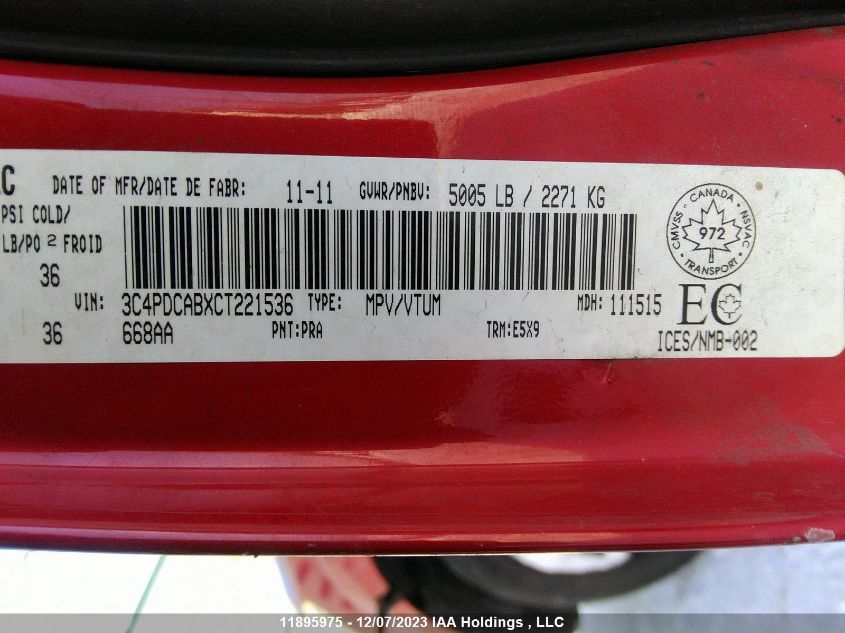 C DATE OF MFR/DATE DE FABR: 11-11 GVWR/PNBV: 5005 LB / 2271 KG
PSI COLD/
LB/PO 2 FROID
36
VIN: 3C4PDCABXCT221536 TYPE: MPV/VTUM MDH: 111515
36 668AA PNT:PRA TRM:E5X9
CMVSS · CANADA · NSVAC · TRANSPORT ·
972
EC
ICES/NMB-002
11895975 - 12/07/2023 IAA Holdings , LLC